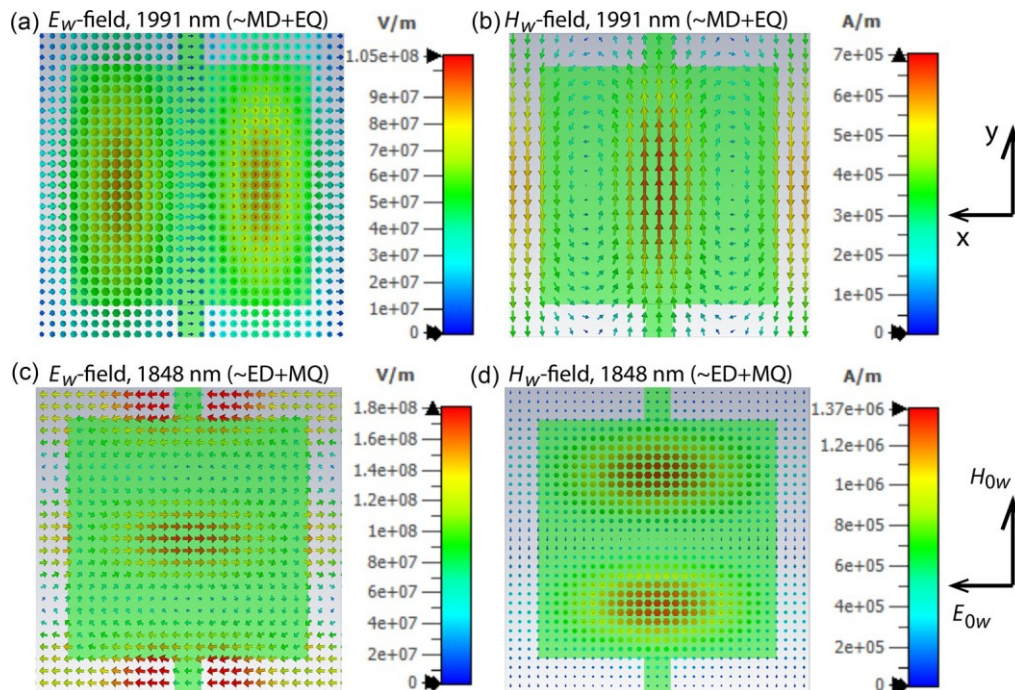 (a) E_w-field, 1991 nm (~MD+EQ)
V/m
1.05e+08
9e+07
8e+07
7e+07
6e+07
5e+07
4e+07
3e+07
2e+07
1e+07
0
(b) H_w-field, 1991 nm (~MD+EQ)
A/m
7e+05
6e+05
5e+05
4e+05
3e+05
2e+05
1e+05
0
y
x
(c) E_w-field, 1848 nm (~ED+MQ)
V/m
1.8e+08
1.6e+08
1.4e+08
1.2e+08
1e+08
8e+07
6e+07
4e+07
2e+07
0
(d) H_w-field, 1848 nm (~ED+MQ)
A/m
1.37e+06
1.2e+06
1e+06
8e+05
6e+05
4e+05
2e+05
0
H_0w
E_0w